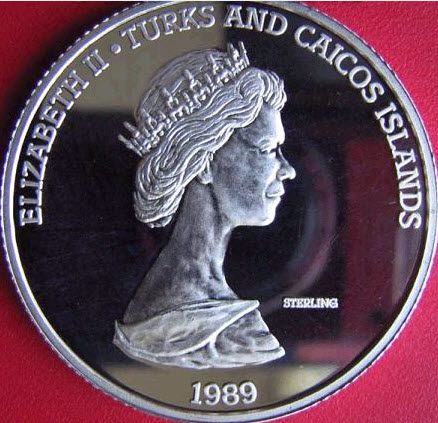 ELIZABETH II • TURKS AND CAICOS ISLANDS
STERLING
1989